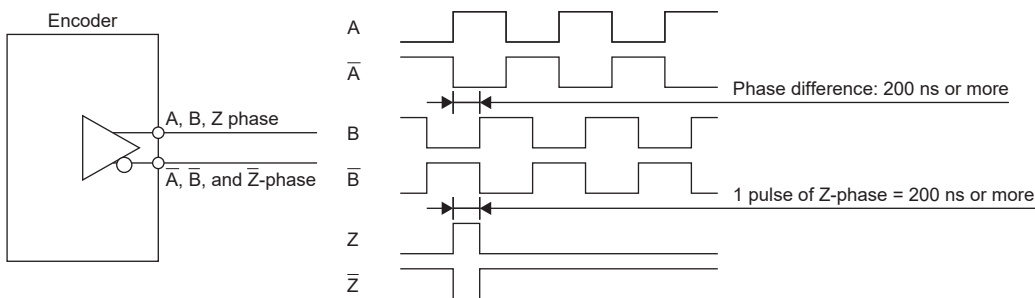 Encoder
A, B, Z phase
A̅, B̅, and Z̅-phase
A
A̅
Phase difference: 200 ns or more
B
B̅
1 pulse of Z-phase = 200 ns or more
Z
Z̅